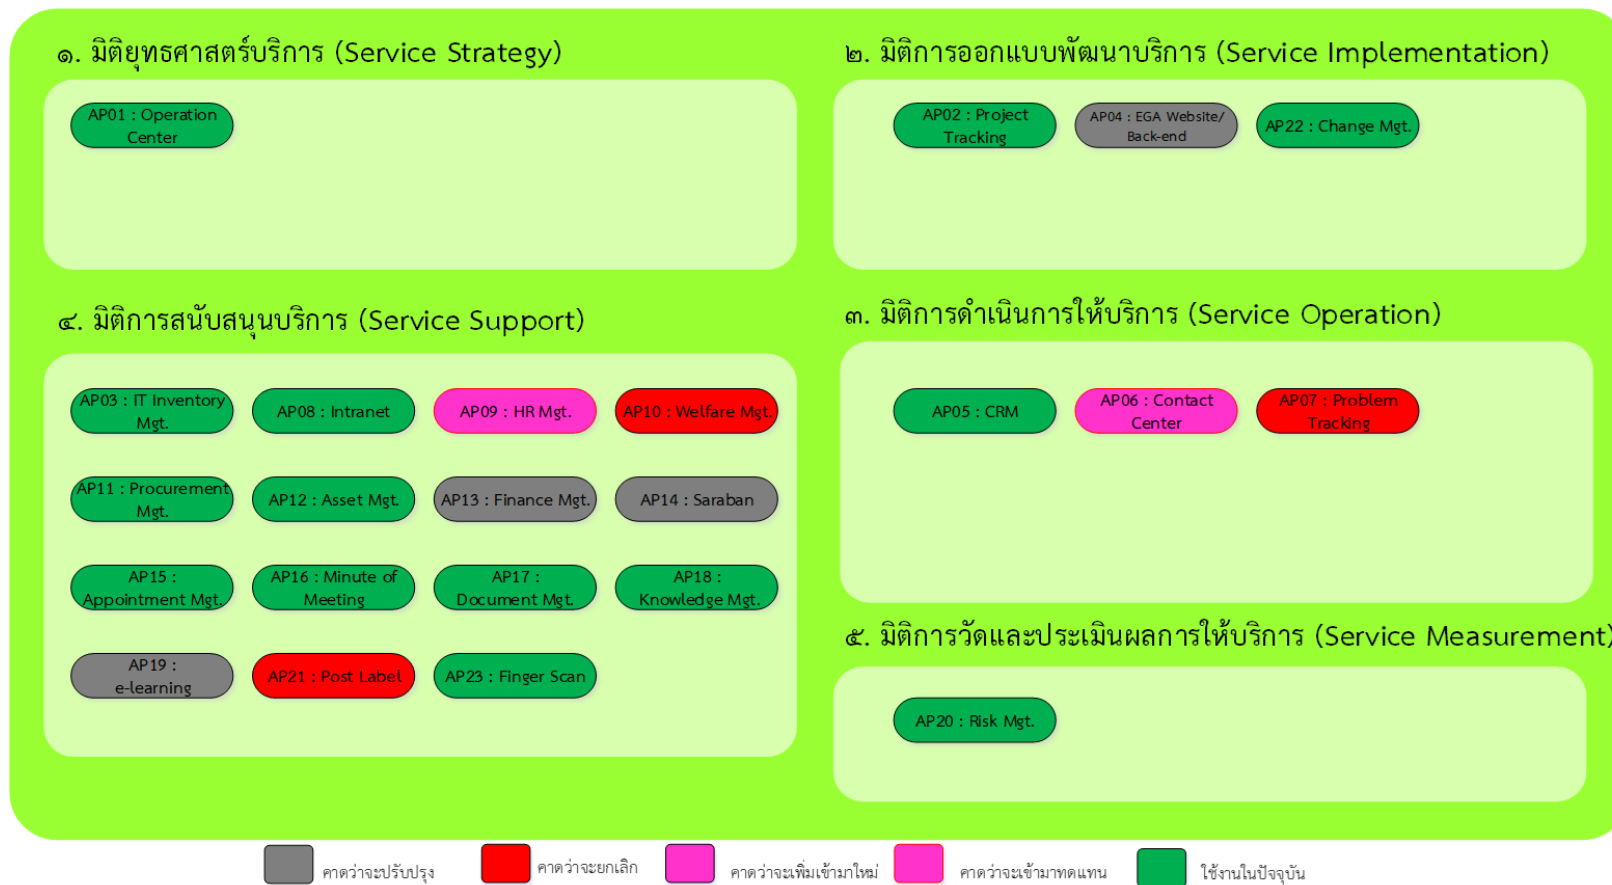 ๑. มิติยุทธศาสตร์บริการ (Service Strategy)
AP01 : Operation
Center
๒. มิติการออกแบบพัฒนาบริการ (Service Implementation)
AP02 : Project
Tracking
AP04 : EGA Website/
Back-end
AP22 : Change Mgt.
๔. มิติการสนับสนุนบริการ (Service Support)
AP03 : IT Inventory
Mgt.
AP08 : Intranet
AP09 : HR Mgt.
AP10 : Welfare Mgt.
AP11 : Procurement
Mgt.
AP12 : Asset Mgt.
AP13 : Finance Mgt.
AP14 : Saraban
AP15 :
Appointment Mgt.
AP16 : Minute of
Meeting
AP17 :
Document Mgt.
AP18 :
Knowledge Mgt.
AP19 :
e-learning
AP21 : Post Label
AP23 : Finger Scan
๓. มิติการดำเนินการให้บริการ (Service Operation)
AP05 : CRM
AP06 : Contact
Center
AP07 : Problem
Tracking
๕. มิติการวัดและประเมินผลการให้บริการ (Service Measurement)
AP20 : Risk Mgt.
คาดว่าจะปรับปรุง
คาดว่าจะยกเลิก
คาดว่าจะเพิ่มเข้ามาใหม่
คาดว่าจะเข้ามาทดแทน
ใช้งานในปัจจุบัน